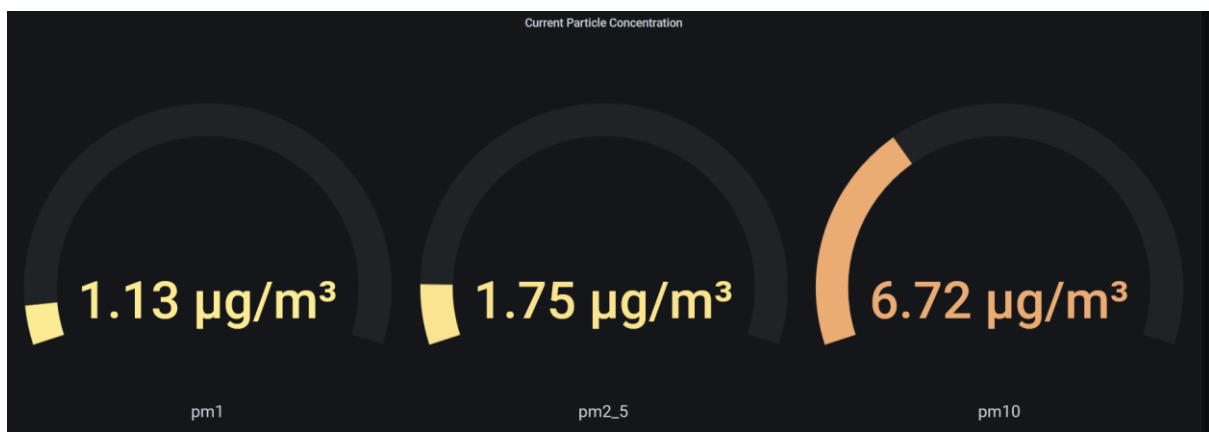 Current Particle Concentration
1.13 µg/m³
1.75 µg/m³
6.72 µg/m³
pm1
pm2_5
pm10